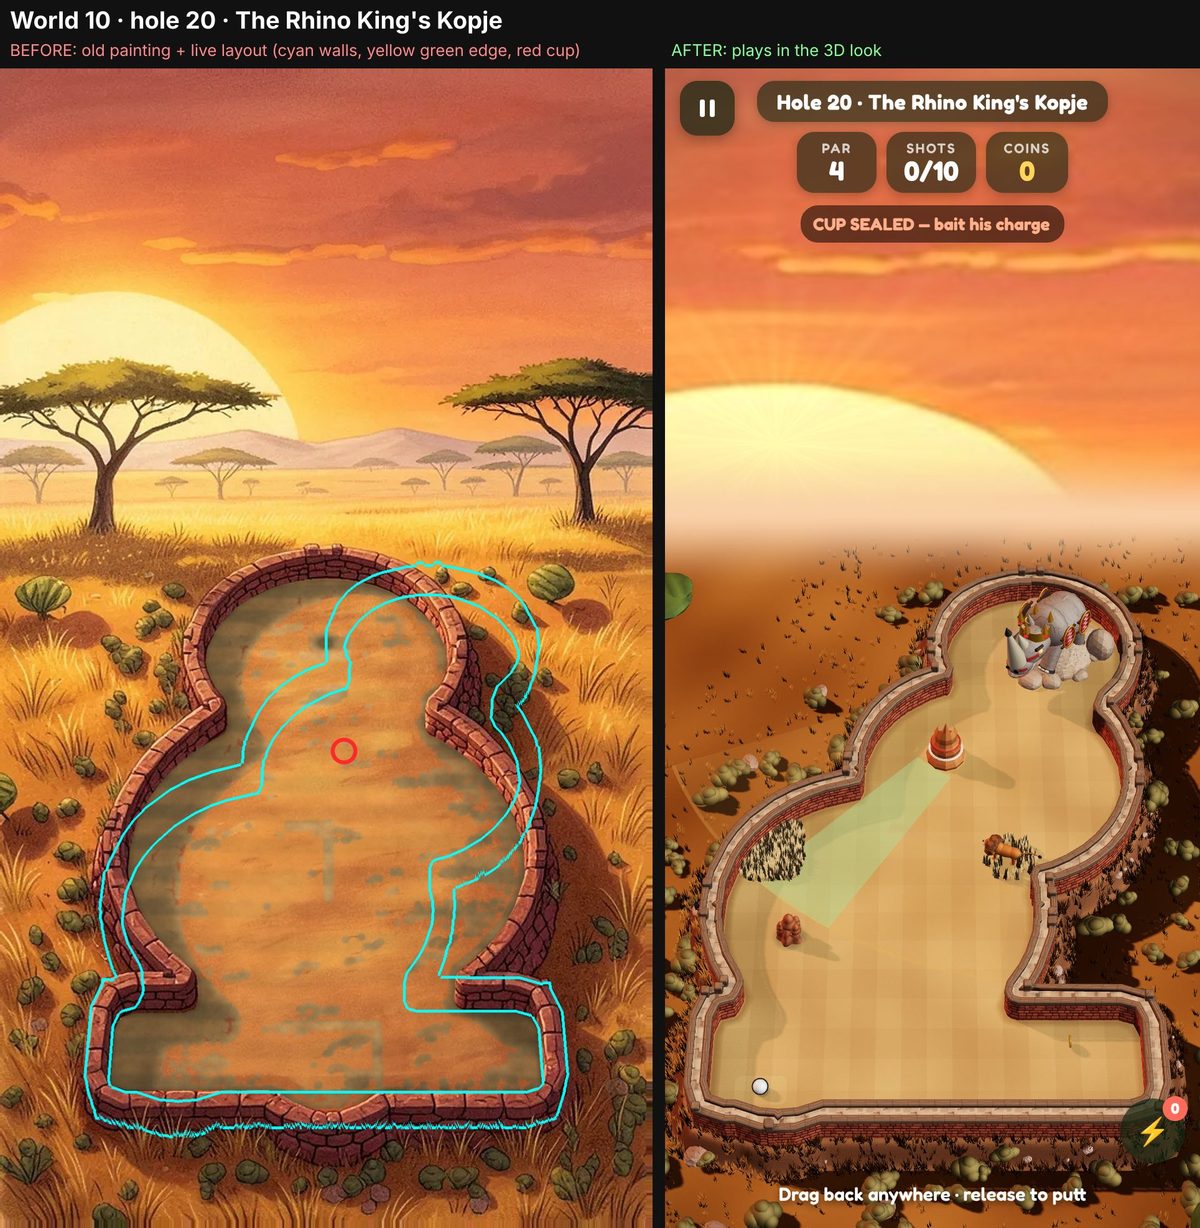 World 10 · hole 20 · The Rhino King's Kopje
BEFORE: old painting + live layout (cyan walls, yellow green edge, red cup)
AFTER: plays in the 3D look
Hole 20 · The Rhino King's Kopje
PAR
4
SHOTS
0/10
COINS
0
CUP SEALED — bait his charge
0
Drag back anywhere · release to putt